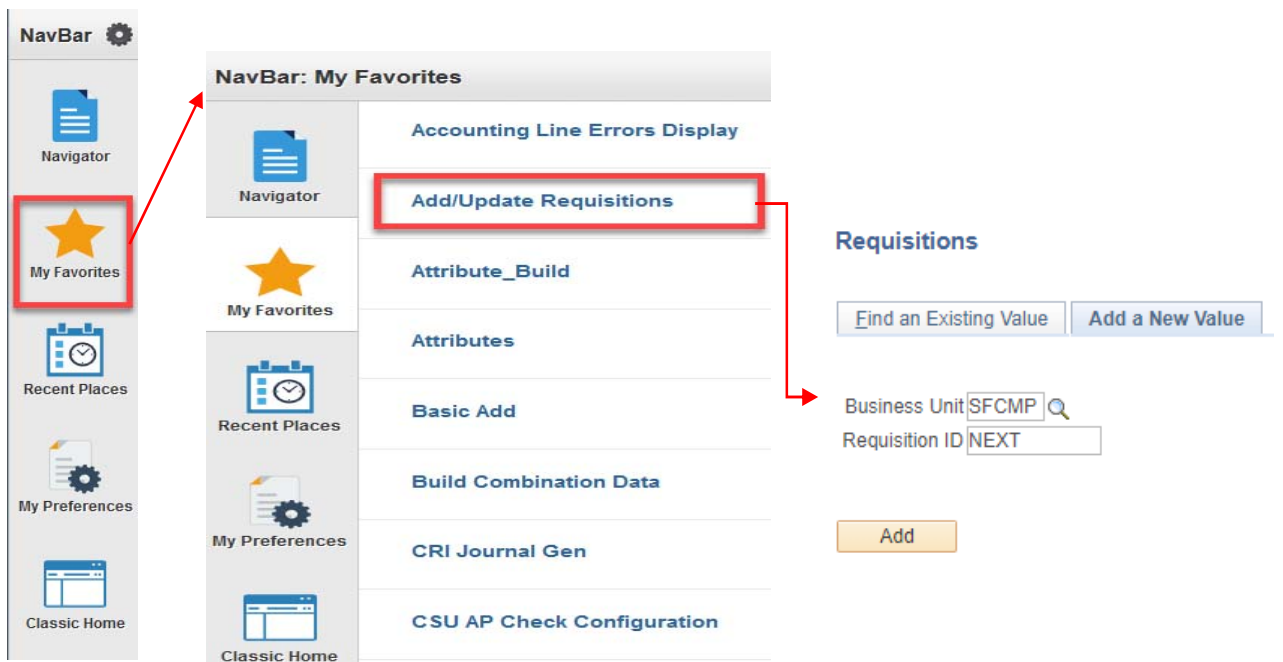 NavBar
Navigator
My Favorites
Recent Places
My Preferences
Classic Home
NavBar: My Favorites
Navigator
My Favorites
Recent Places
My Preferences
Classic Home
Accounting Line Errors Display
Add/Update Requisitions
Attribute_Build
Attributes
Basic Add
Build Combination Data
CRI Journal Gen
CSU AP Check Configuration
Requisitions
Find an Existing Value
Add a New Value
Business Unit SFCMP
Requisition ID NEXT
Add